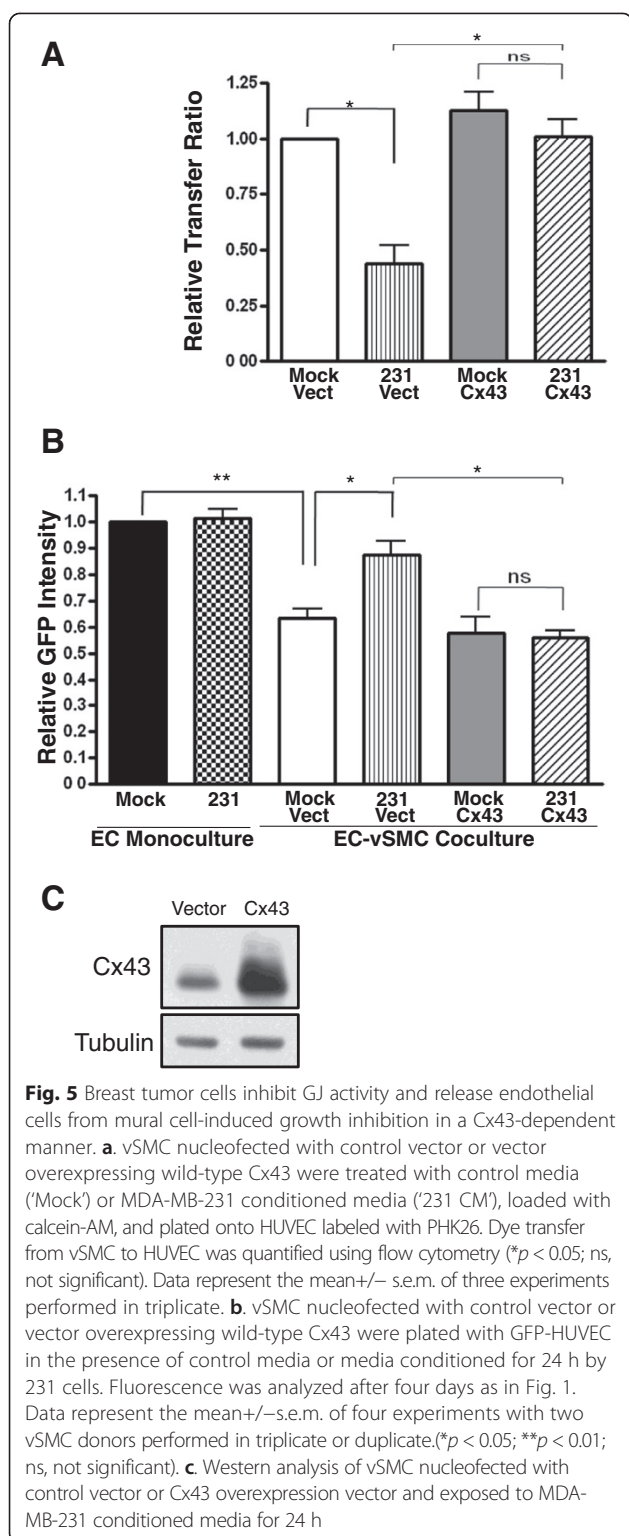 A
*
ns
*
Relative Transfer Ratio
1.25
1.00
0.75
0.50
0.25
0 00
Mock Vect
231 Vect
Mock Cx43
231 Cx43
B
**
*
*
ns
Relative GFP Intensity
1.1
1.0
0.9
0.8
0.7
0.6
0.5
0.4
0.3
0.2
0.1
0 0
Mock
231
Mock Vect
231 Vect
Mock Cx43
231 Cx43
EC Monoculture
EC-vSMC Coculture
C
Vector Cx43
Cx43
Tubulin
Fig. 5 Breast tumor cells inhibit GJ activity and release endothelial
cells from mural cell-induced growth inhibition in a Cx43-dependent
manner. a. vSMC nucleofected with control vector or vector
overexpressing wild-type Cx43 were treated with control media
('Mock') or MDA-MB-231 conditioned media ('231 CM'), loaded with
calcein-AM, and plated onto HUVEC labeled with PHK26. Dye transfer
from vSMC to HUVEC was quantified using flow cytometry (*p < 0.05; ns,
not significant). Data represent the mean+/− s.e.m. of three experiments
performed in triplicate. b. vSMC nucleofected with control vector or
vector overexpressing wild-type Cx43 were plated with GFP-HUVEC
in the presence of control media or media conditioned for 24 h by
231 cells. Fluorescence was analyzed after four days as in Fig. 1.
Data represent the mean+/−s.e.m. of four experiments with two
vSMC donors performed in triplicate or duplicate.(*p < 0.05; **p < 0.01;
ns, not significant). c. Western analysis of vSMC nucleofected with
control vector or Cx43 overexpression vector and exposed to MDA-
MB-231 conditioned media for 24 h